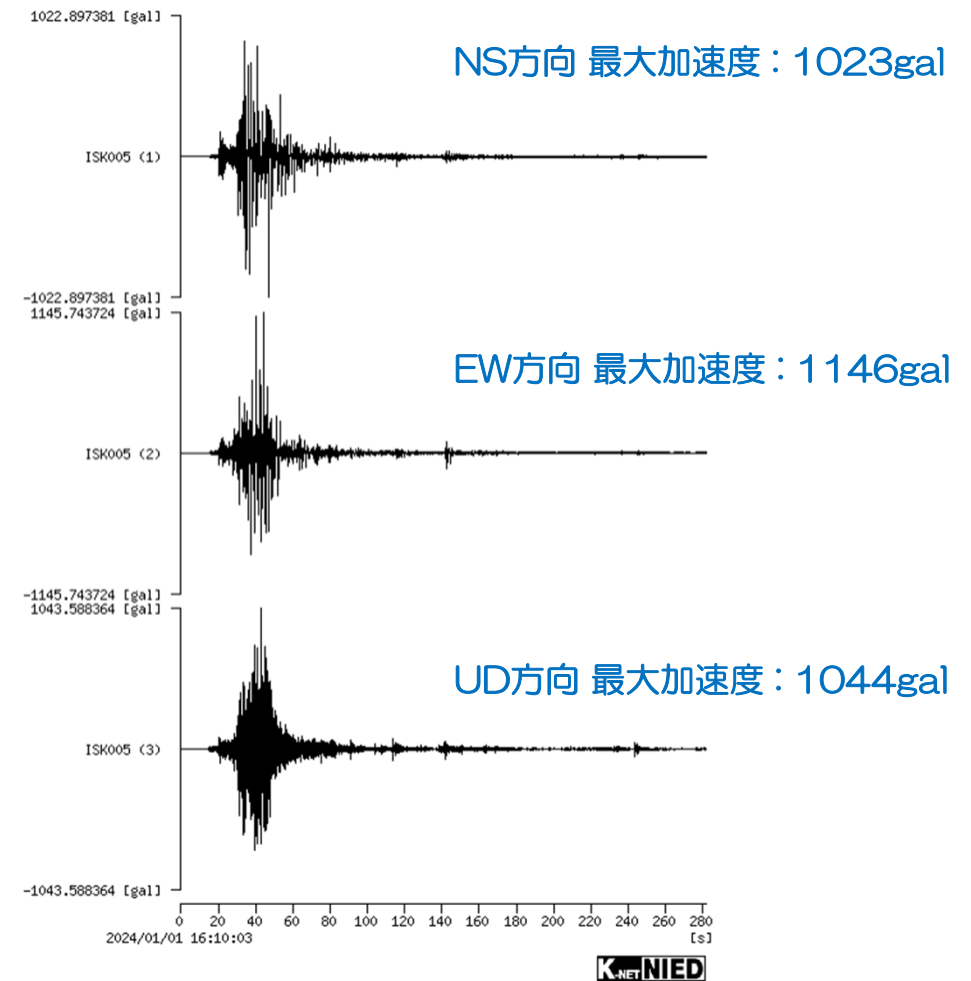 1022.897381 [gal]
NS方向 最大加速度：1023gal
ISK005 (1)
-1022.897381 [gal]
1145.743724 [gal]
EW方向 最大加速度：1146gal
ISK005 (2)
-1145.743724 [gal]
1043.588364 [gal]
UD方向 最大加速度：1044gal
ISK005 (3)
-1043.588364 [gal]
0 20 40 60 80 100 120 140 160 180 200 220 240 260 280
2024/01/01 16:10:03 [s]
K-NET NIED